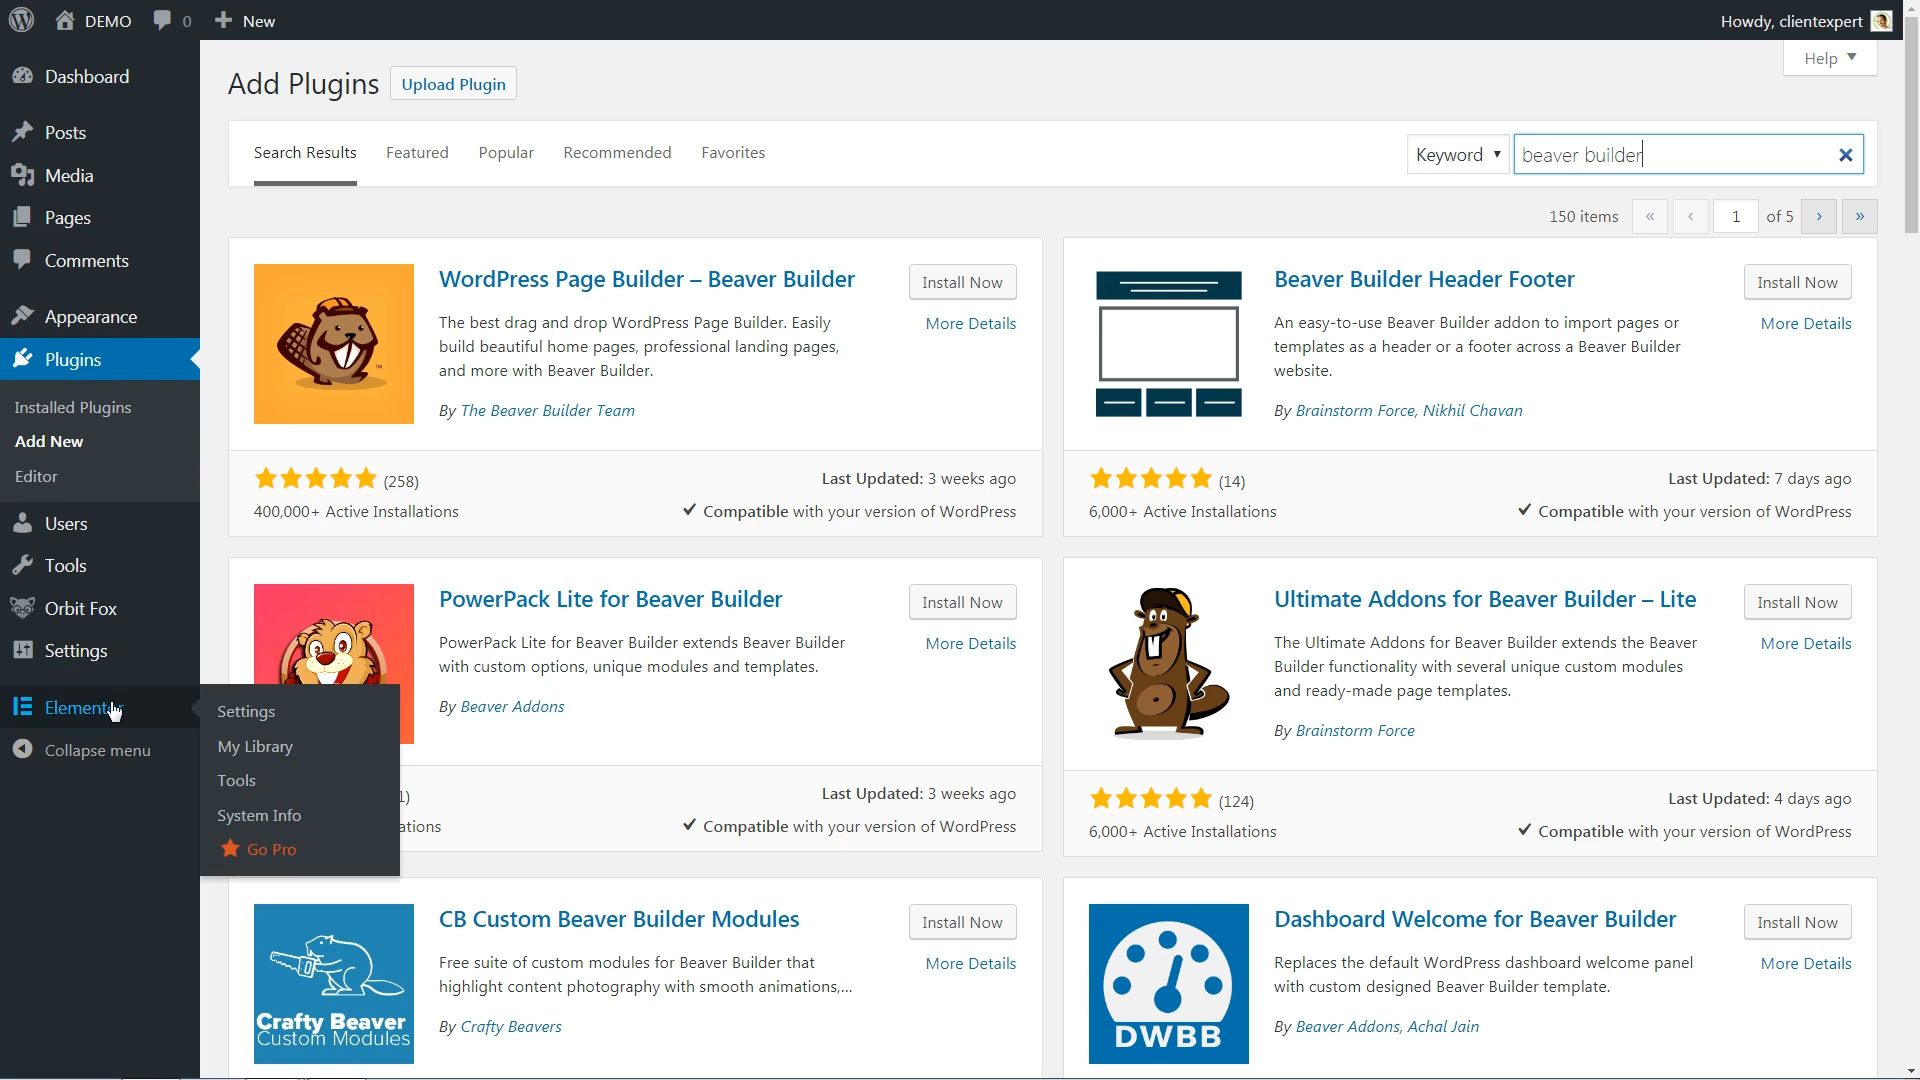 DEMO
0
New
Howdy, clientexpert
Dashboard
Posts
Media
Pages
Comments
Appearance
Plugins
Installed Plugins
Add New
Editor
Users
Tools
Orbit Fox
Settings
Collapse menu
Settings
My Library
Tools
System Info
Go Pro
Help ▼
Add Plugins
Upload Plugin
Search Results
Featured
Popular
Recommended
Favorites
Keyword ▼
beaver builder
150 items
«
‹
1
of 5
›
»
WordPress Page Builder – Beaver Builder
Install Now
More Details
The best drag and drop WordPress Page Builder. Easily
build beautiful home pages, professional landing pages,
and more with Beaver Builder.
By The Beaver Builder Team
(258)
Last Updated: 3 weeks ago
400,000+ Active Installations
Compatible with your version of WordPress
Beaver Builder Header Footer
Install Now
More Details
An easy-to-use Beaver Builder addon to import pages or
templates as a header or a footer across a Beaver Builder
website.
By Brainstorm Force, Nikhil Chavan
(14)
Last Updated: 7 days ago
6,000+ Active Installations
Compatible with your version of WordPress
PowerPack Lite for Beaver Builder
Install Now
More Details
PowerPack Lite for Beaver Builder extends Beaver Builder
with custom options, unique modules and templates.
By Beaver Addons
Last Updated: 3 weeks ago
Compatible with your version of WordPress
Ultimate Addons for Beaver Builder – Lite
Install Now
More Details
The Ultimate Addons for Beaver Builder extends the Beaver
Builder functionality with several unique custom modules
and ready-made page templates.
By Brainstorm Force
(124)
Last Updated: 4 days ago
6,000+ Active Installations
Compatible with your version of WordPress
CB Custom Beaver Builder Modules
Install Now
More Details
Free suite of custom modules for Beaver Builder that
highlight content photography with smooth animations,...
By Crafty Beavers
Crafty Beaver
Custom Modules
Dashboard Welcome for Beaver Builder
Install Now
More Details
Replaces the default WordPress dashboard welcome panel
with custom designed Beaver Builder template.
By Beaver Addons, Achal Jain
DWBB